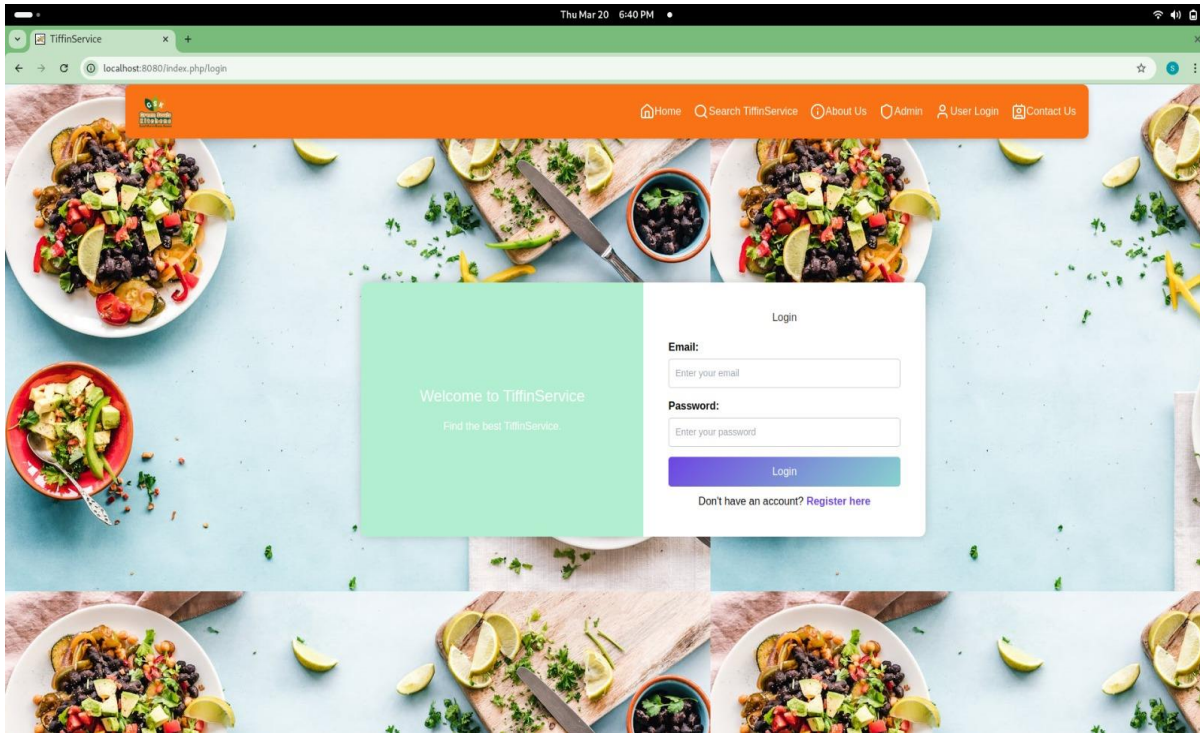 Thu Mar 20 6:40 PM
TiffinService
localhost:8080/index.php/login
S
GSK
Home Search TiffinService About Us Admin User Login Contact Us
Welcome to TiffinService
Find the best TiffinService.
Login
Email:
Enter your email
Password:
Enter your password
Login
Don't have an account? Register here